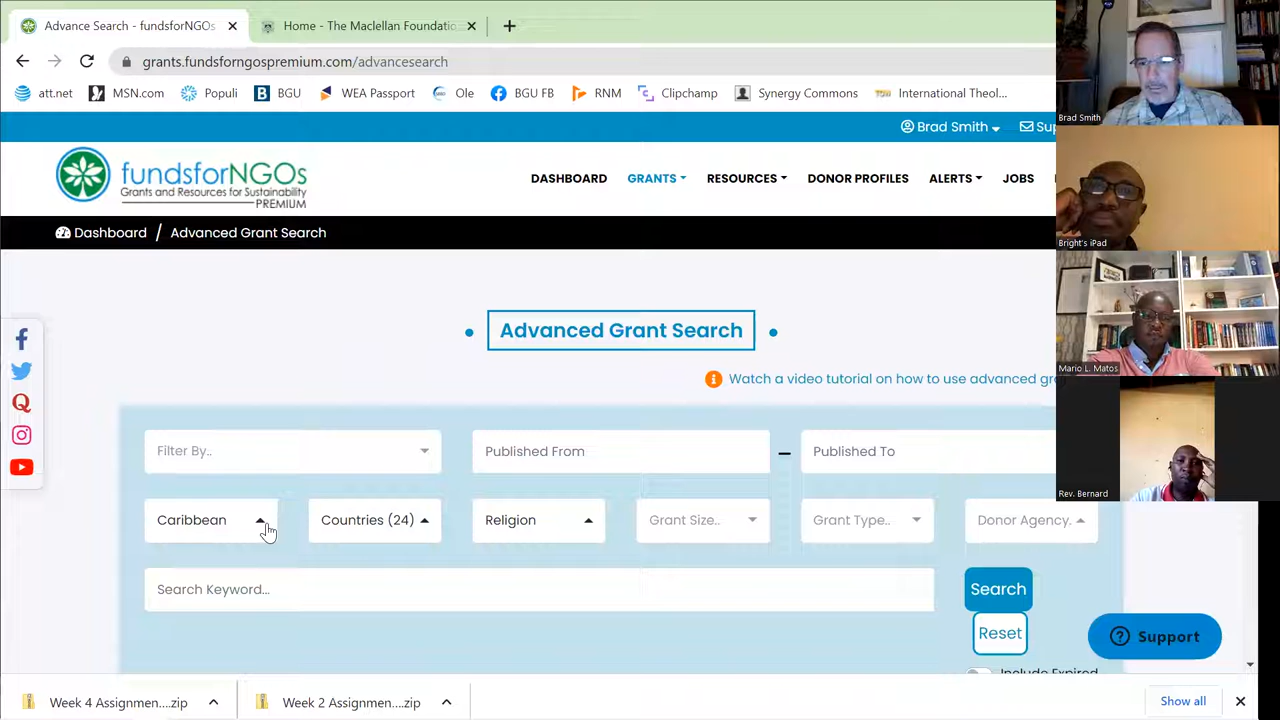 Advance Search - fundsforNGOs
Home - The Maclellan Foundatio
grants.fundsforngospremium.com/advancesearch
att.net
MSN.com
Populi
BGU
WEA Passport
Ole
BGU FB
RNM
Clipchamp
Synergy Commons
International Theol...
Brad Smith
Sup
fundsforNGOs
Grants and Resources for Sustainability
PREMIUM
DASHBOARD
GRANTS
RESOURCES
DONOR PROFILES
ALERTS
JOBS
Dashboard / Advanced Grant Search
Advanced Grant Search
Watch a video tutorial on how to use advanced gr
Filter By..
Published From
Published To
Caribbean
Countries (24)
Religion
Grant Size..
Grant Type..
Donor Agency.
Search Keyword...
Search
Reset
Include Expired
Support
Week 4 Assignmen....zip
Week 2 Assignmen....zip
Show all
Brad Smith
Bright's iPad
Mario L. Matos
Rev. Bernard